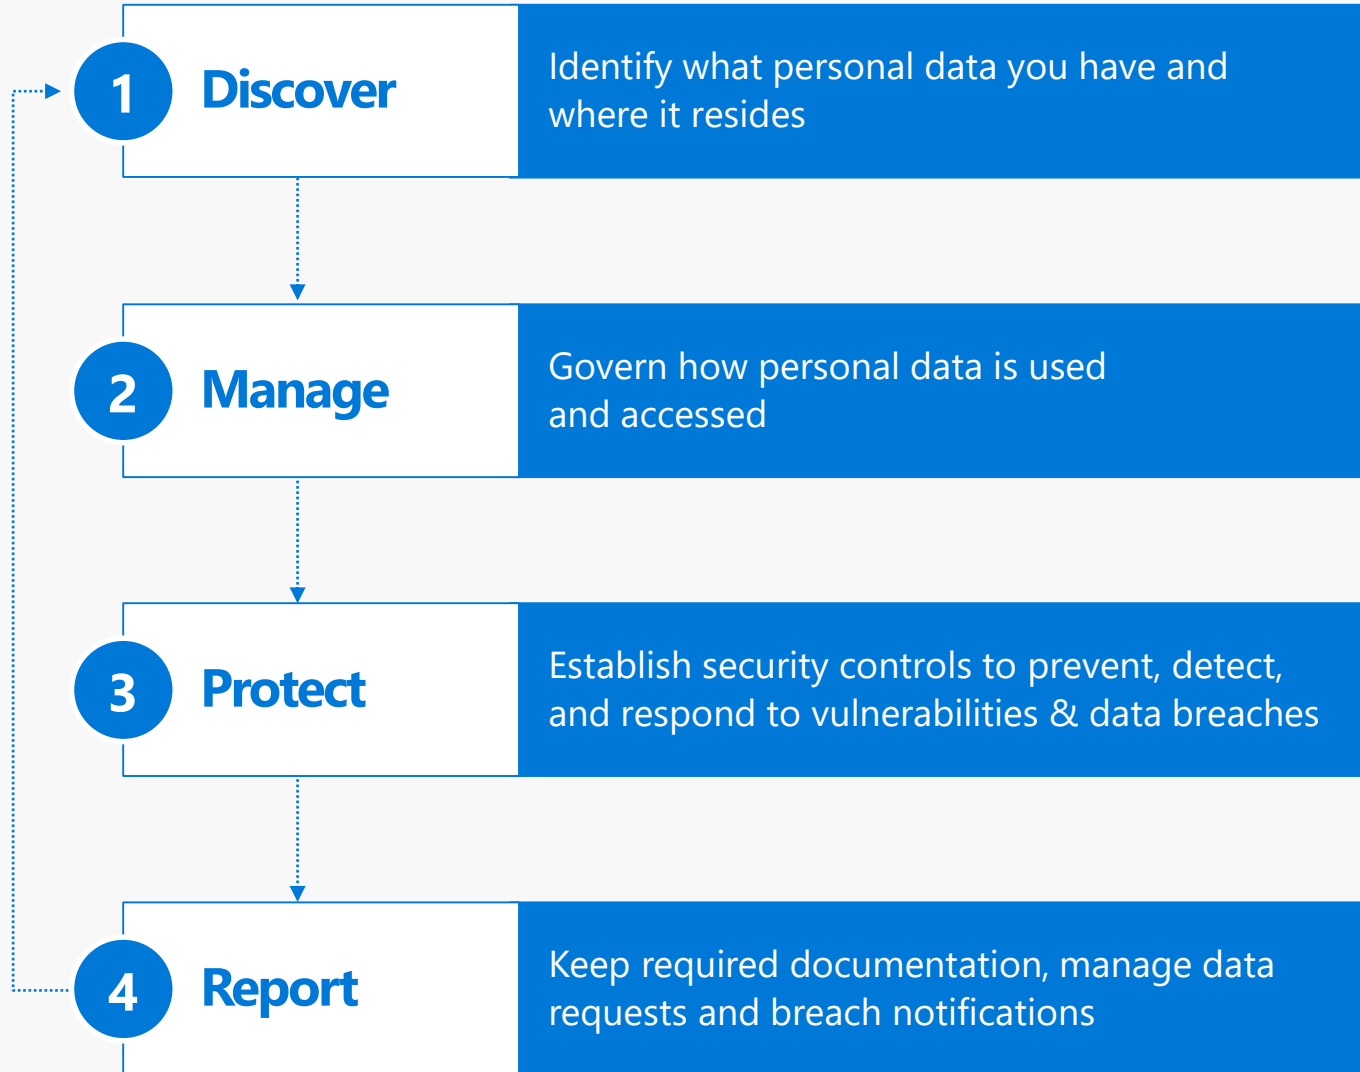 1
Discover
Identify what personal data you have and
where it resides
2
Manage
Govern how personal data is used
and accessed
3
Protect
Establish security controls to prevent, detect,
and respond to vulnerabilities & data breaches
4
Report
Keep required documentation, manage data
requests and breach notifications